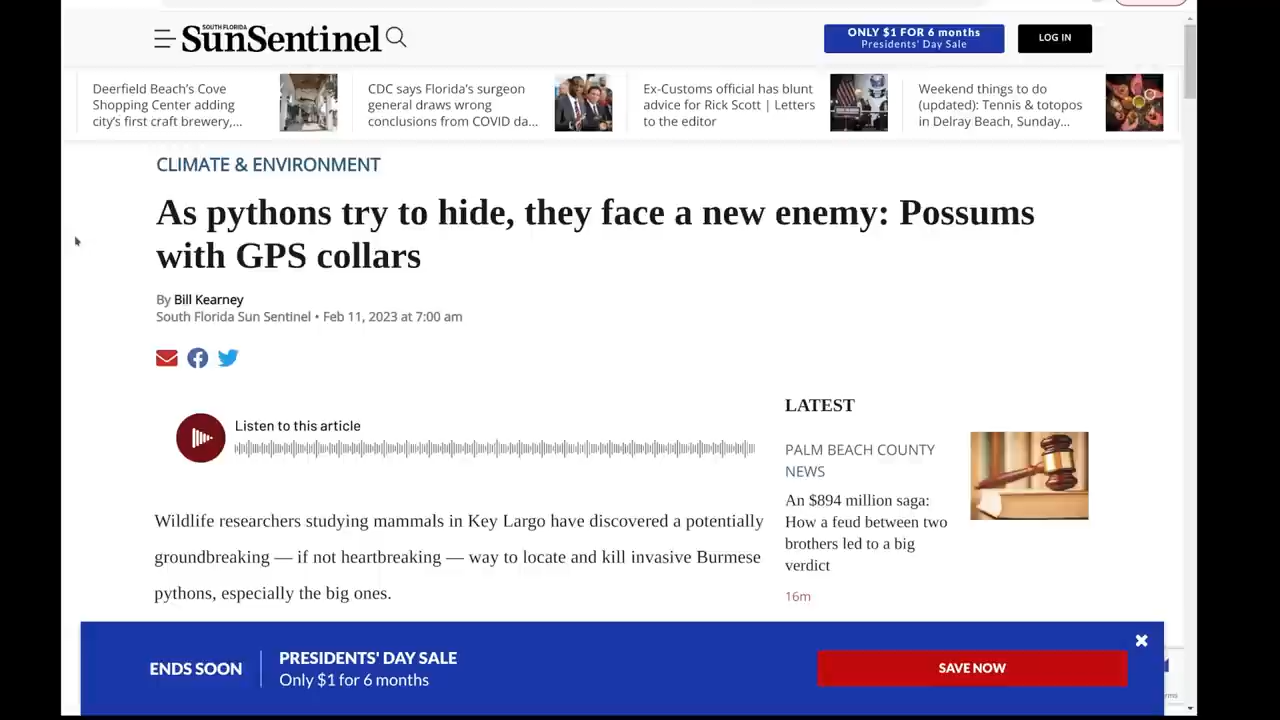 SOUTH FLORIDA
SunSentinel
ONLY $1 FOR 6 months
Presidents' Day Sale
LOG IN
Deerfield Beach's Cove
Shopping Center adding
city's first craft brewery,...
CDC says Florida's surgeon
general draws wrong
conclusions from COVID da...
Ex-Customs official has blunt
advice for Rick Scott | Letters
to the editor
Weekend things to do
(updated): Tennis & totopos
in Delray Beach, Sunday...
CLIMATE & ENVIRONMENT
As pythons try to hide, they face a new enemy: Possums
with GPS collars
By Bill Kearney
South Florida Sun Sentinel • Feb 11, 2023 at 7:00 am
Listen to this article
Wildlife researchers studying mammals in Key Largo have discovered a potentially
groundbreaking — if not heartbreaking — way to locate and kill invasive Burmese
pythons, especially the big ones.
LATEST
PALM BEACH COUNTY
NEWS
An $894 million saga:
How a feud between two
brothers led to a big
verdict
16m
ENDS SOON
PRESIDENTS' DAY SALE
Only $1 for 6 months
SAVE NOW